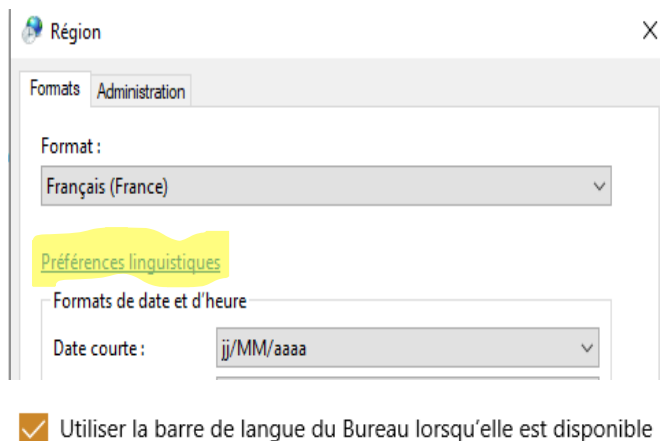 Région
Formats Administration
Format :
Français (France)
Préférences linguistiques
Formats de date et d'heure
Date courte : jj/MM/aaaa
Utiliser la barre de langue du Bureau lorsqu’elle est disponible